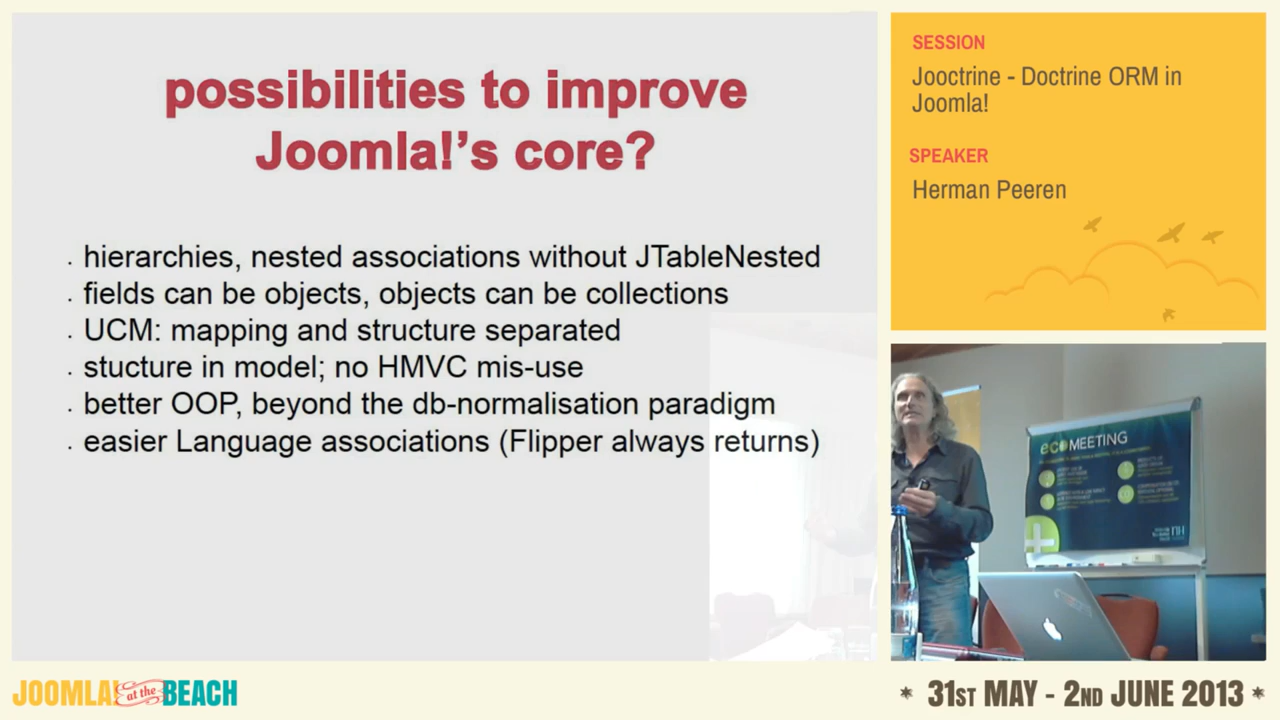 possibilities to improve
Joomla!’s core?
. hierarchies, nested associations without JTableNested
. fields can be objects, objects can be collections
. UCM: mapping and structure separated
. stucture in model; no HMVC mis-use
. better OOP, beyond the db-normalisation paradigm
. easier Language associations (Flipper always returns)
SESSION
Jooctrine - Doctrine ORM in
Joomla!
SPEAKER
Herman Peeren
ecoMEETING
nH
JOOMLA! at the BEACH
* 31ST MAY - 2ND JUNE 2013 *